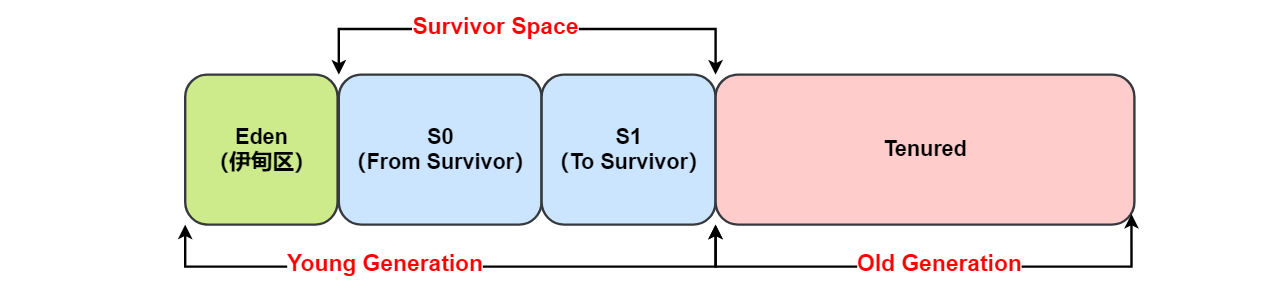 Survivor Space
Eden
（伊甸区）
S0
（From Survivor）
S1
（To Survivor）
Tenured
Young Generation
Old Generation